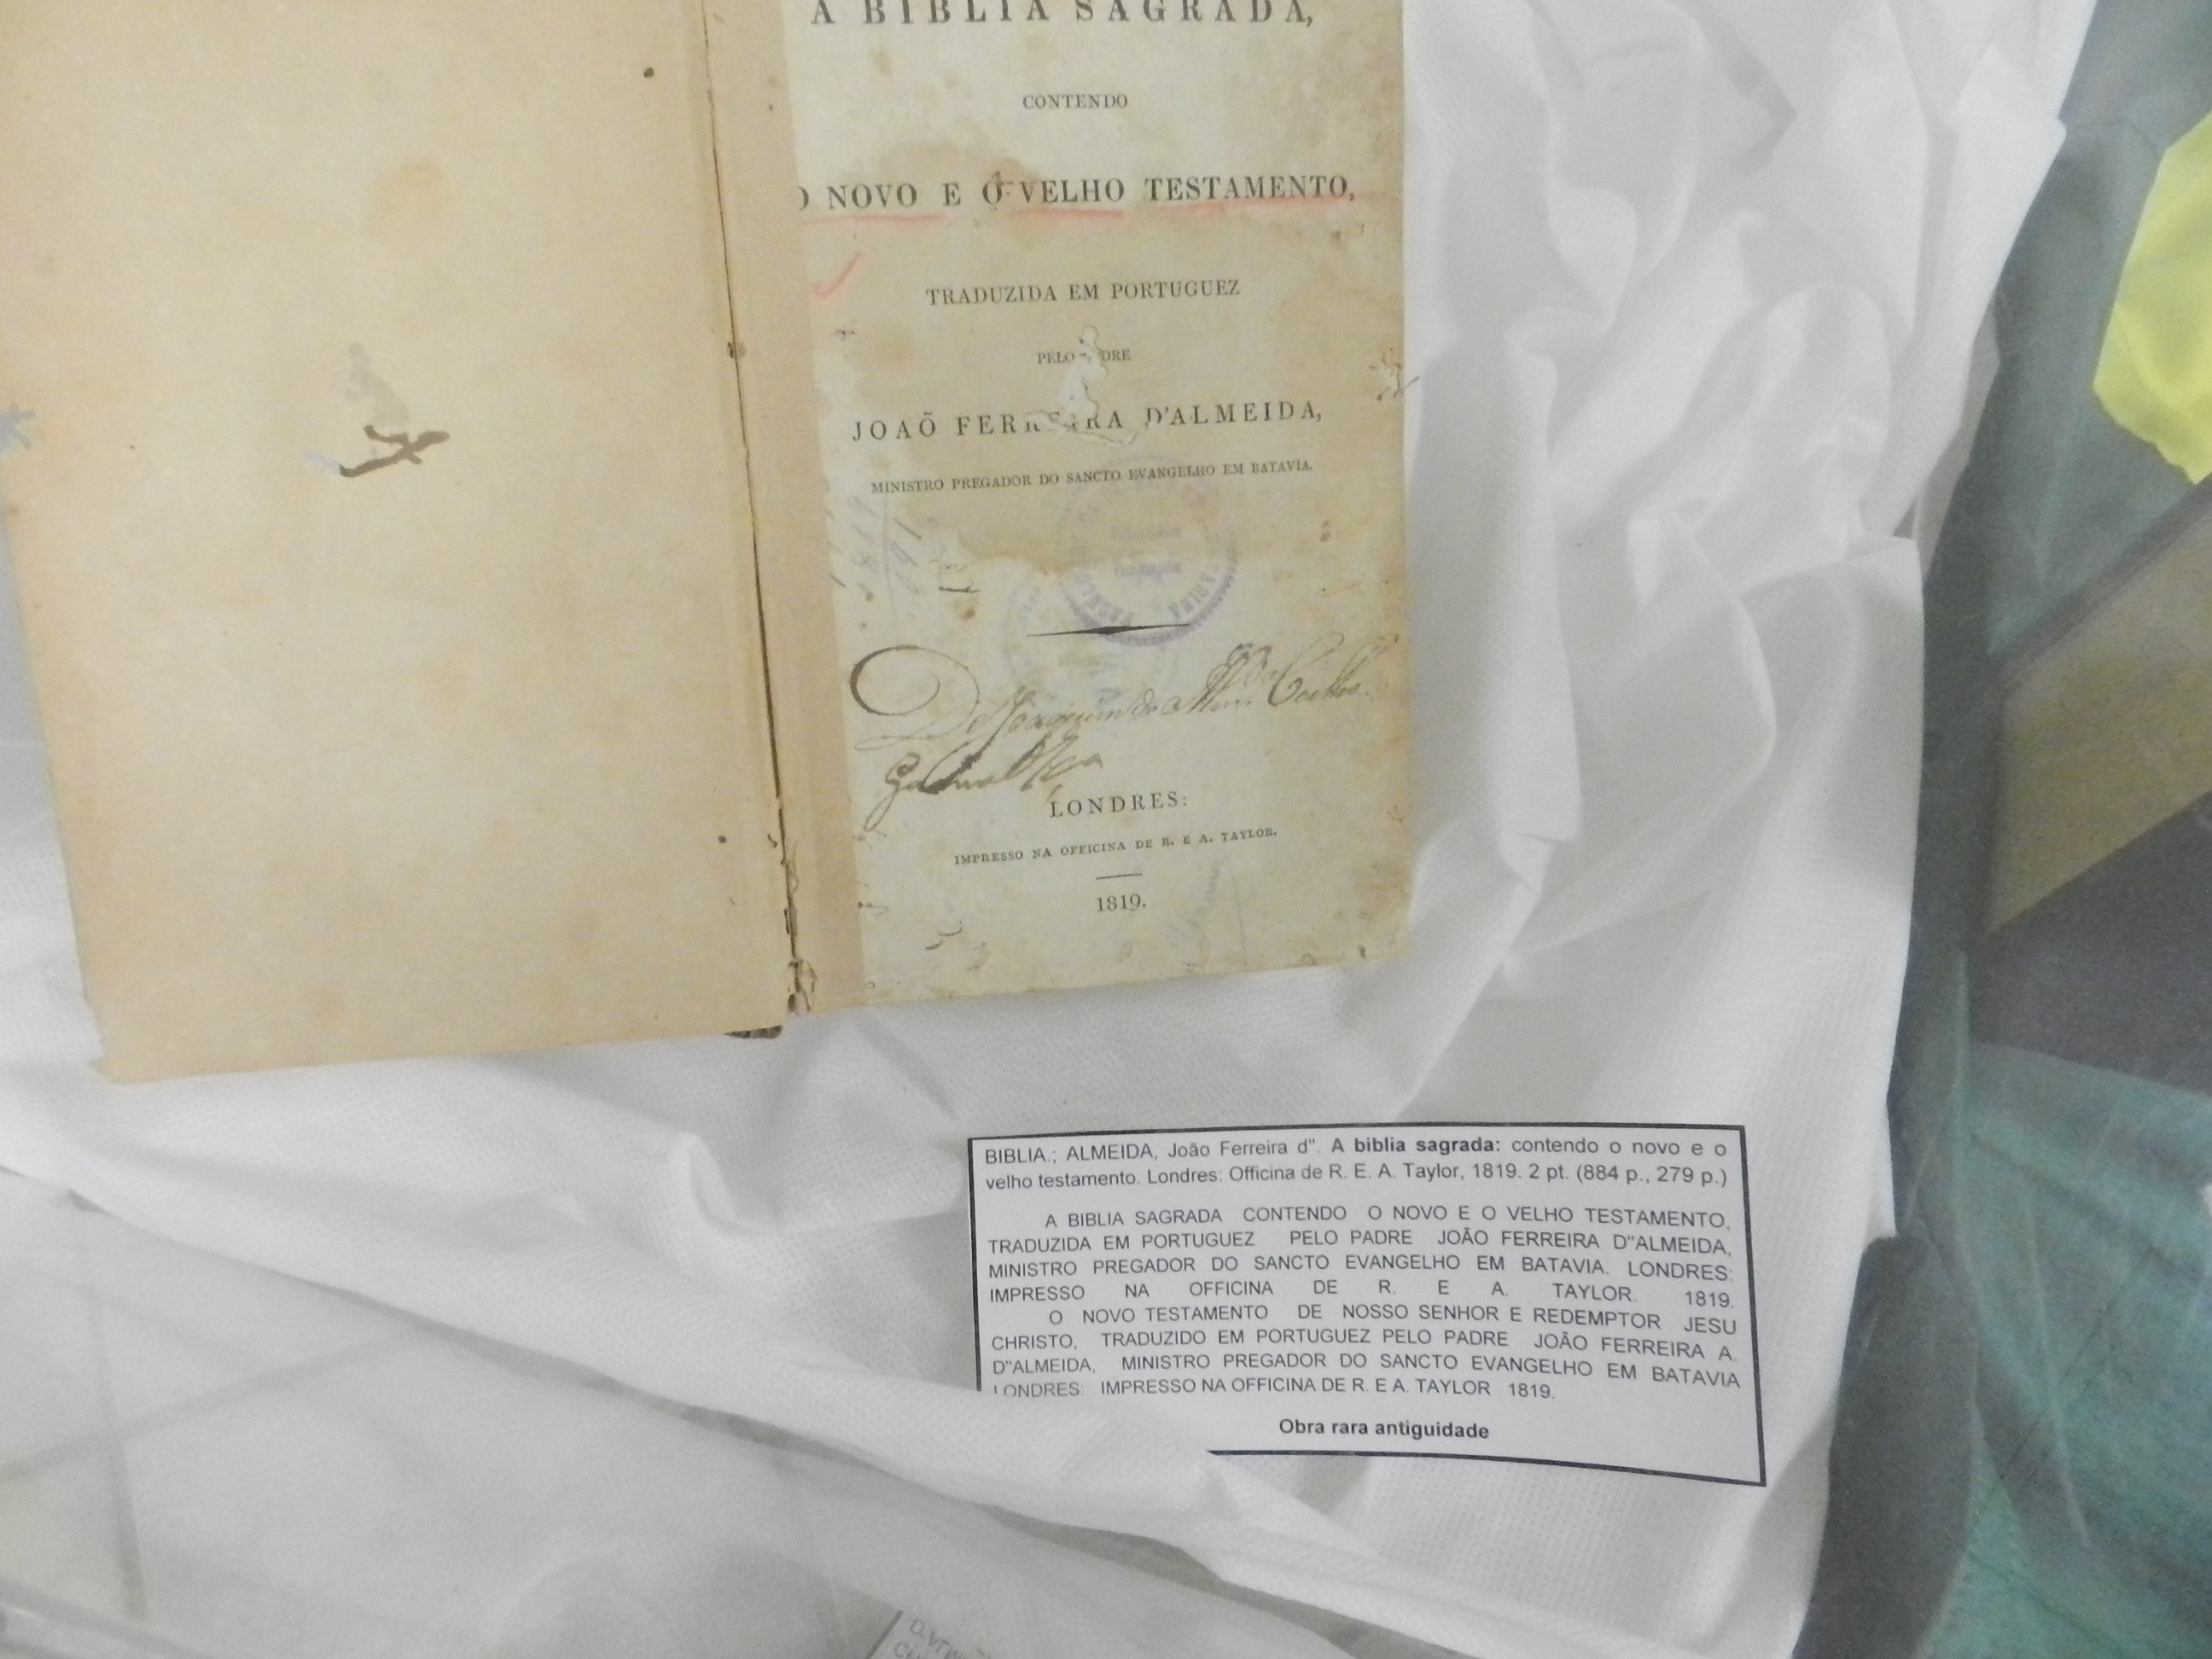 A BIBLIA SAGRADA,
CONTENDO
O NOVO E O VELHO TESTAMENTO,
TRADUZIDA EM PORTUGUEZ
PELO DRE
JOAÕ FERREIRA D'ALMEIDA,
MINISTRO PREGADOR DO SANCTO EVANGELHO EM BATAVIA.
LONDRES:
IMPRESSO NA OFFICINA DE R. E A. TAYLOR.
1819.
BIBLIA.; ALMEIDA, João Ferreira d". A biblia sagrada: contendo o novo e o
velho testamento. Londres: Officina de R. E. A. Taylor, 1819. 2 pt. (884 p., 279 p.)
A BIBLIA SAGRADA CONTENDO O NOVO E O VELHO TESTAMENTO,
TRADUZIDA EM PORTUGUEZ PELO PADRE JOÃO FERREIRA D"ALMEIDA,
MINISTRO PREGADOR DO SANCTO EVANGELHO EM BATAVIA. LONDRES:
IMPRESSO NA OFFICINA DE R. E A. TAYLOR. 1819.
O NOVO TESTAMENTO DE NOSSO SENHOR E REDEMPTOR JESU
CHRISTO, TRADUZIDO EM PORTUGUEZ PELO PADRE JOÃO FERREIRA A.
D"ALMEIDA, MINISTRO PREGADOR DO SANCTO EVANGELHO EM BATAVIA
LONDRES: IMPRESSO NA OFFICINA DE R. E A. TAYLOR 1819.
Obra rara antiguidade